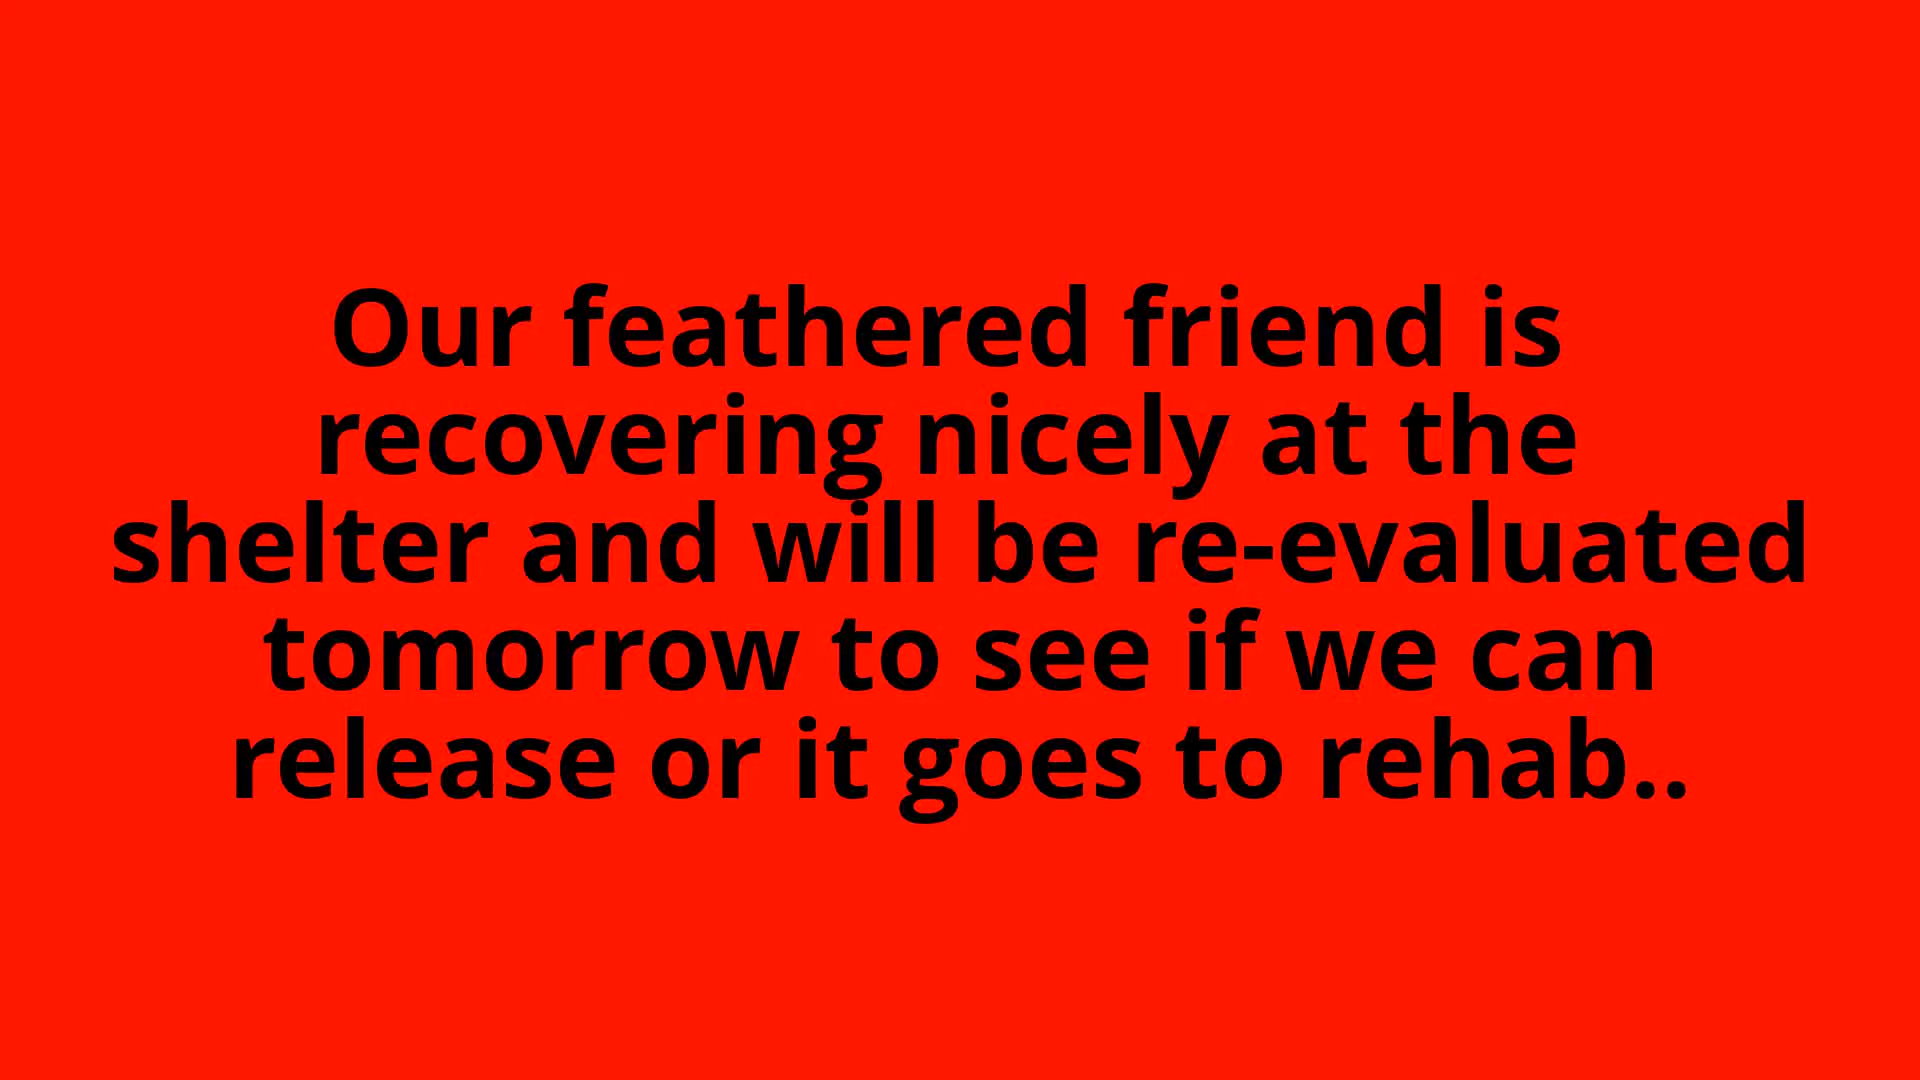 Our feathered friend is
recovering nicely at the
shelter and will be re-evaluated
tomorrow to see if we can
release or it goes to rehab..